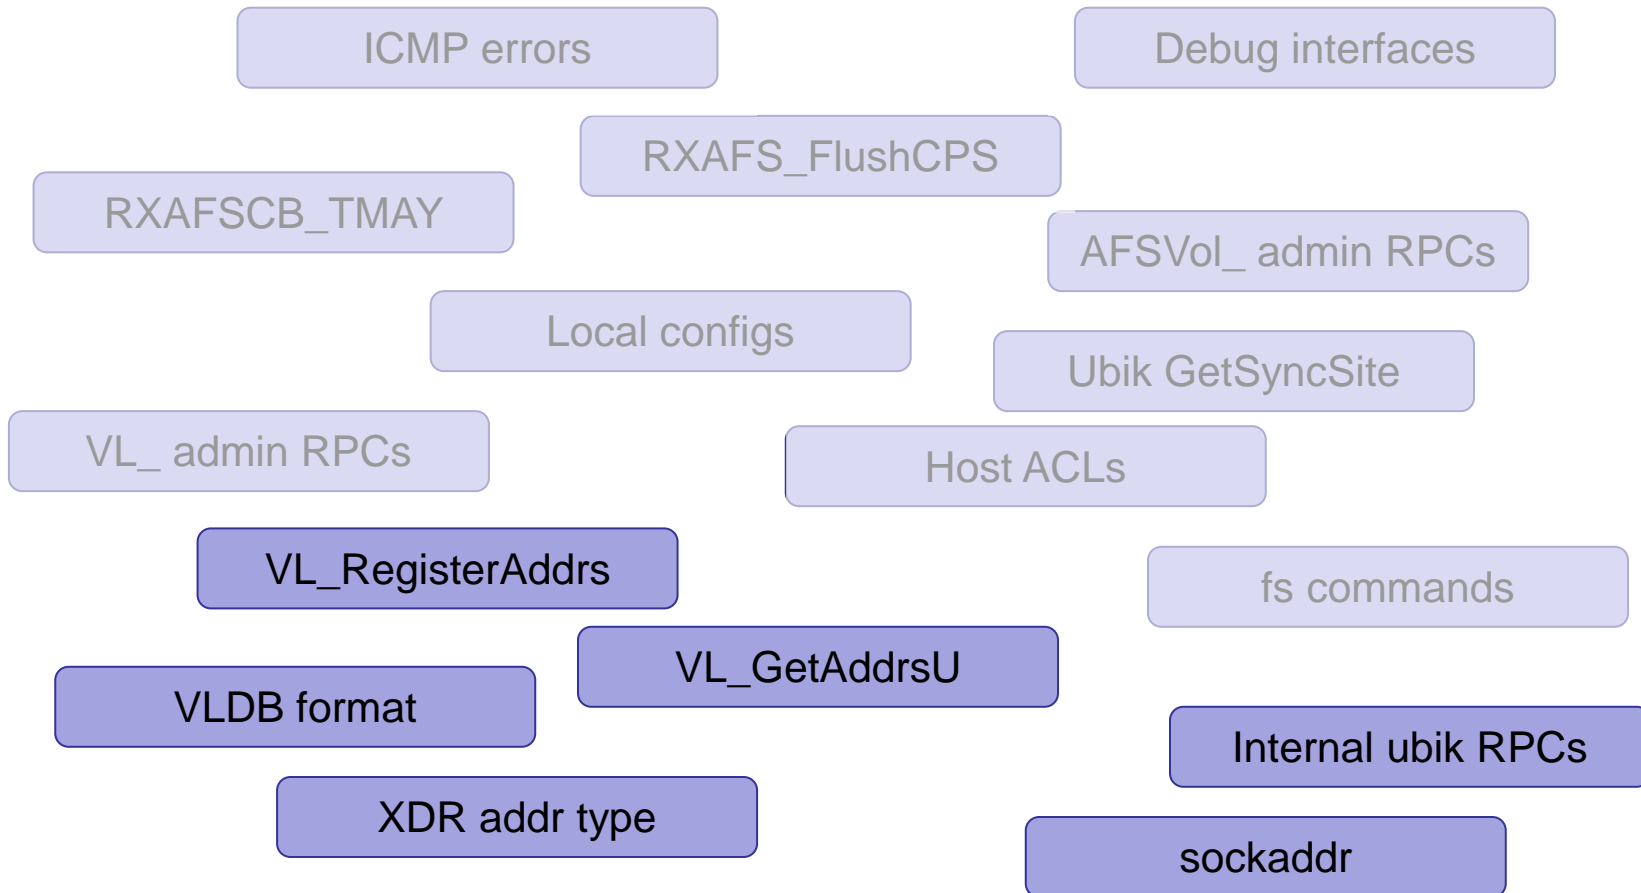 ICMP errors
Debug interfaces
RXAFS_FlushCPS
RXAFSCB_TMAY
AFSVol_ admin RPCs
Local configs
Ubik GetSyncSite
VL_ admin RPCs
Host ACLs
VL_RegisterAddrs
fs commands
VL_GetAddrsU
VLDB format
Internal ubik RPCs
XDR addr type
sockaddr